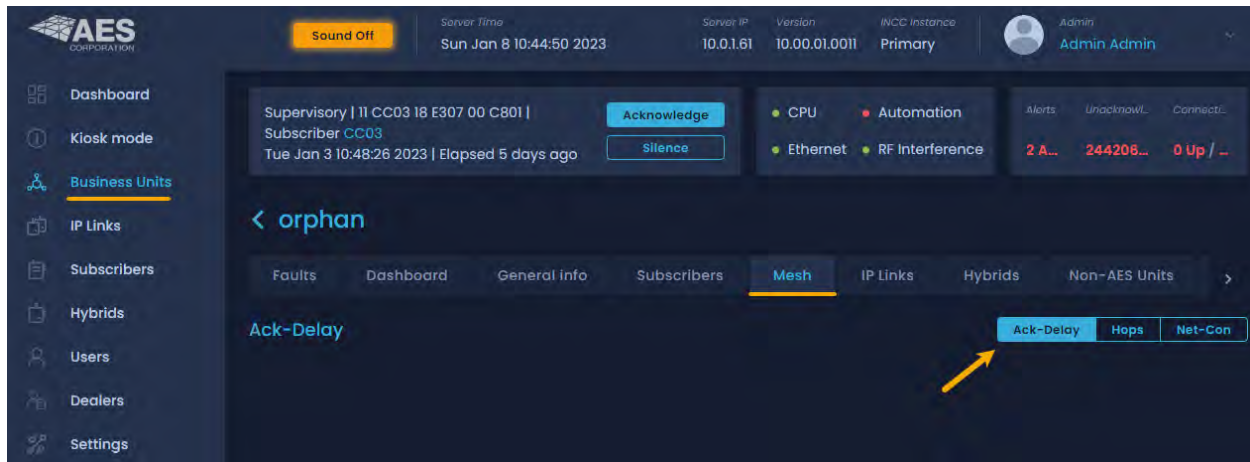 AES
CORPORATION
Sound Off
Server Time
Sun Jan 8 10:44:50 2023
Server IP
10.0.1.61
Version
10.00.01.0011
INCC Instance
Primary
Admin
Admin Admin
Dashboard
Kiosk mode
Business Units
IP Links
Subscribers
Hybrids
Users
Dealers
Settings
Supervisory | 11 CC03 18 E307 00 C801 |
Subscriber CC03
Tue Jan 3 10:48:26 2023 | Elapsed 5 days ago
Acknowledge
Silence
CPU
Automation
Ethernet
RF Interference
Alerts
2 A...
Unacknowl...
244206...
Connecti...
0 Up / ...
< orphan
Faults Dashboard General info Subscribers Mesh IP Links Hybrids Non-AES Units >
Ack-Delay
Ack-Delay Hops Net-Con